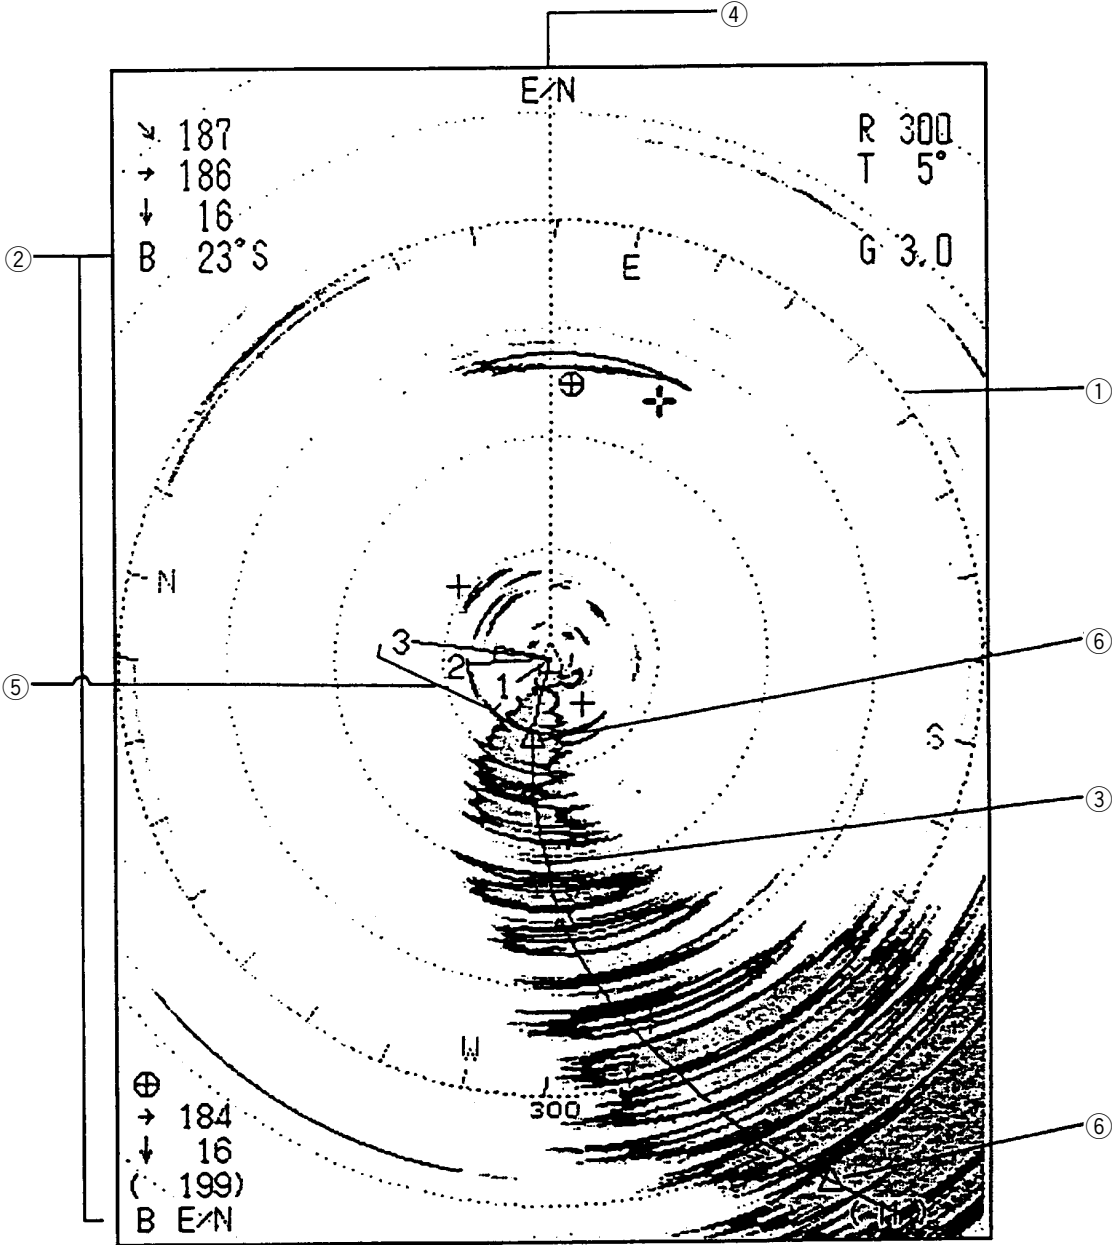 ④
E/N
↘ 187
→ 186
↓ 16
B 23°S
R 300
T 5°
G 3.0
②
E
①
N
3
2
1
⑥
⑤
S
③
W
300
⊕
→ 184
↓ 16
( 199)
B E/N
⑥